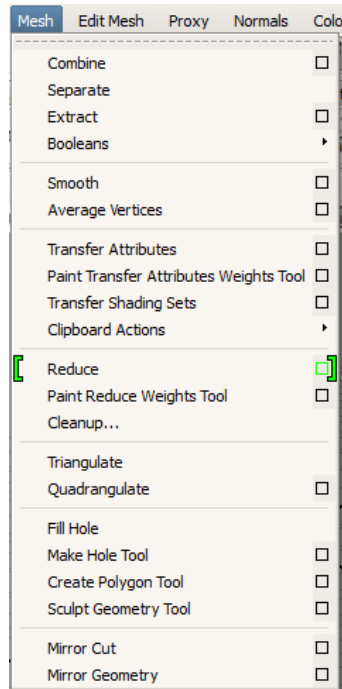 Mesh Edit Mesh Proxy Normals Colo
Combine
Separate
Extract
Booleans
Smooth
Average Vertices
Transfer Attributes
Paint Transfer Attributes Weights Tool
Transfer Shading Sets
Clipboard Actions
Reduce
Paint Reduce Weights Tool
Cleanup...
Triangulate
Quadrangulate
Fill Hole
Make Hole Tool
Create Polygon Tool
Sculpt Geometry Tool
Mirror Cut
Mirror Geometry